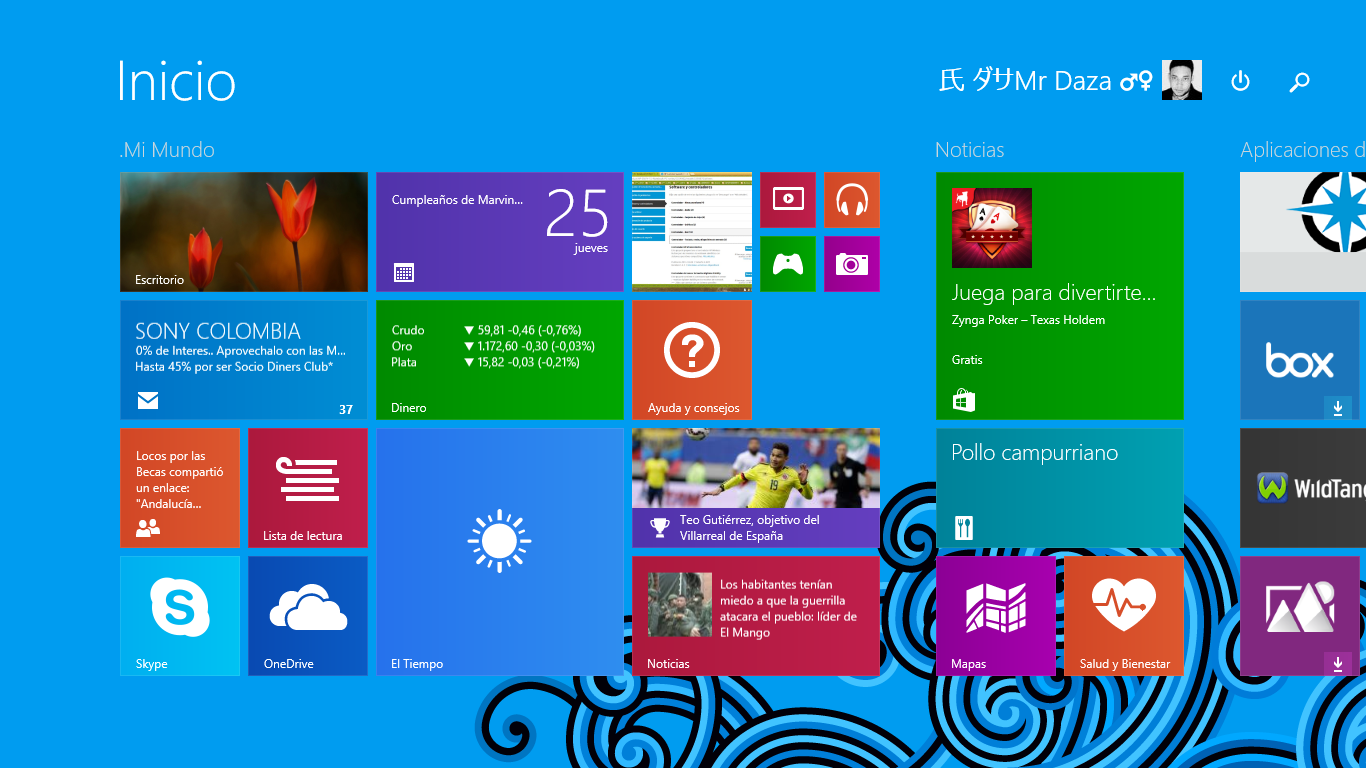 Inicio
氏 ダサMr Daza ♂♀
.Mi Mundo
Escritorio
Cumpleaños de Marvin...
25
jueves
Software y controladores
SONY COLOMBIA
0% de Interes.. Aprovechalo con las M...
Hasta 45% por ser Socio Diners Club*
37
Crudo ▼ 59,81 -0,46 (-0,76%)
Oro ▼ 1.172,60 -0,30 (-0,03%)
Plata ▼ 15,82 -0,03 (-0,21%)
Dinero
Ayuda y consejos
Locos por las
Becas compartió
un enlace:
"Andalucía...
Lista de lectura
Skype
OneDrive
El Tiempo
19
Teo Gutiérrez, objetivo del
Villarreal de España
Los habitantes tenían
miedo a que la guerrilla
atacara el pueblo: líder de
El Mango
Noticias
Noticias
Juega para divertirte...
Zynga Poker – Texas Holdem
Gratis
Pollo campurriano
Mapas
Salud y Bienestar
Aplicaciones d
box
WildTan